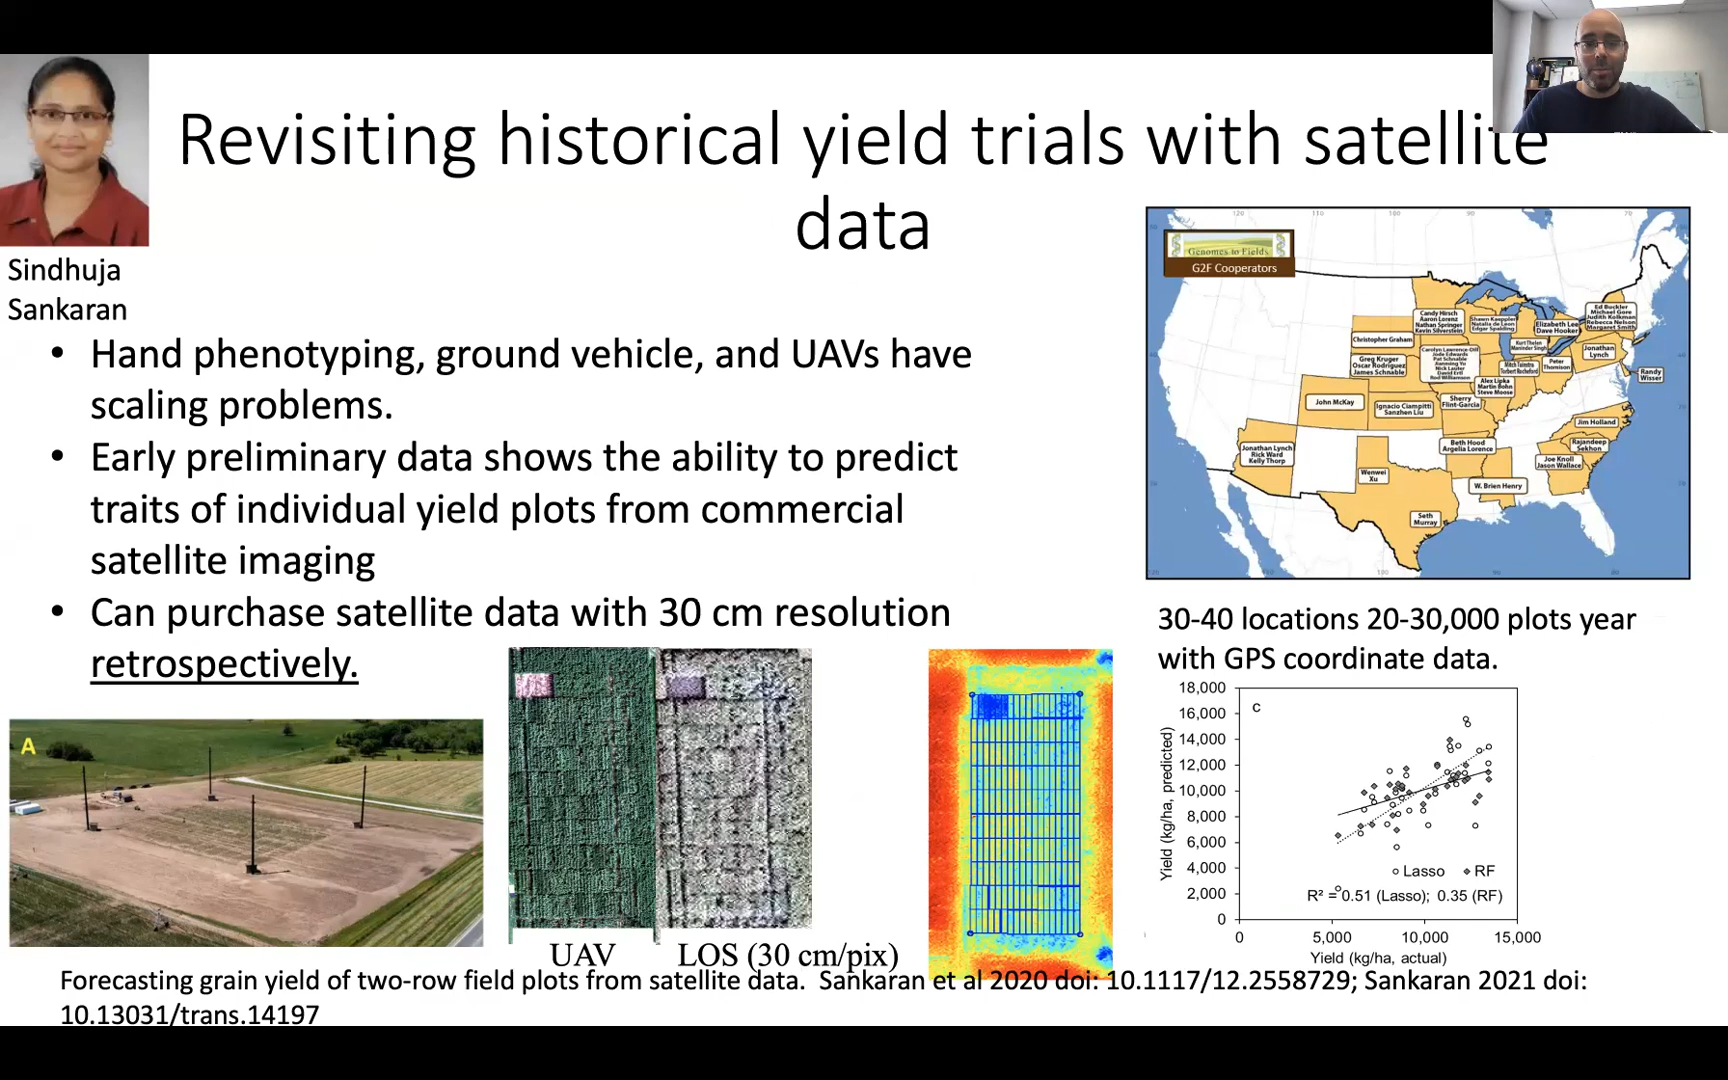 Revisiting historical yield trials with satellite
data
Sindhuja
Sankaran
• Hand phenotyping, ground vehicle, and UAVs have
scaling problems.
• Early preliminary data shows the ability to predict
traits of individual yield plots from commercial
satellite imaging
• Can purchase satellite data with 30 cm resolution
retrospectively.
Genomes to Fields
G2F Cooperators
Candy Hirsch
Aaron Lorenz
Nathan Springer
Kevin Silverstein
Shawn Kaeppler
Natalia de Leon
Edgar Spalding
Elizabeth Lee
Dave Hooker
Ed Buckler
Michael Gore
Judith Kolkman
Rebecca Nelson
Margaret Smith
Christopher Graham
Kurt Thelen
Maninder Singh
Jonathan
Lynch
Greg Kruger
Oscar Rodriguez
James Schnable
Carolyn Lawrence-Dill
Jode Edwards
Pat Schnable
Jianming Yu
Nick Lauter
David Ertl
Rod Williamson
Mitch Tuinstra
Torbert Rocheford
Peter
Thomison
Randy
Wisser
Alex Lipka
Martin Bohn
Steve Moose
John McKay
Ignacio Ciampitti
Sanzhen Liu
Sherry
Flint-Garcia
Jim Holland
Jonathan Lynch
Rick Ward
Kelly Thorp
Beth Hood
Argelia Lorence
Rajandeep
Sekhon
Joe Knoll
Jason Wallace
Wenwei
Xu
W. Brien Henry
Seth
Murray
30-40 locations 20-30,000 plots year
with GPS coordinate data.
A
UAV
LOS (30 cm/pix)
C
Yield (kg/ha, predicted)
18,000
16,000
14,000
12,000
10,000
8,000
6,000
4,000
2,000
0
Lasso RF
R² = 0.51 (Lasso); 0.35 (RF)
0 5,000 10,000 15,000
Yield (kg/ha, actual)
Forecasting grain yield of two-row field plots from satellite data. Sankaran et al 2020 doi: 10.1117/12.2558729; Sankaran 2021 doi:
10.13031/trans.14197